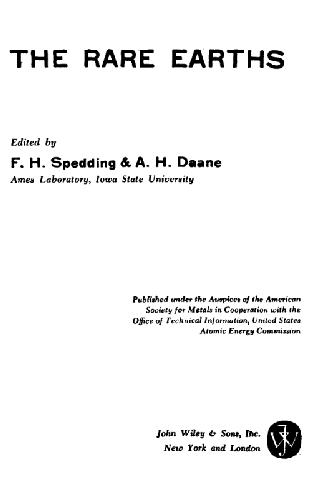 THE RARE EARTHS
Edited by
F. H. Spedding & A. H. Daane
Ames Laboratory, Iowa State University
Published under the Auspices of the American
Society for Metals in Cooperation with the
Office of Technical Information, United States
Atomic Energy Commission
John Wiley & Sons, Inc.
New York and London